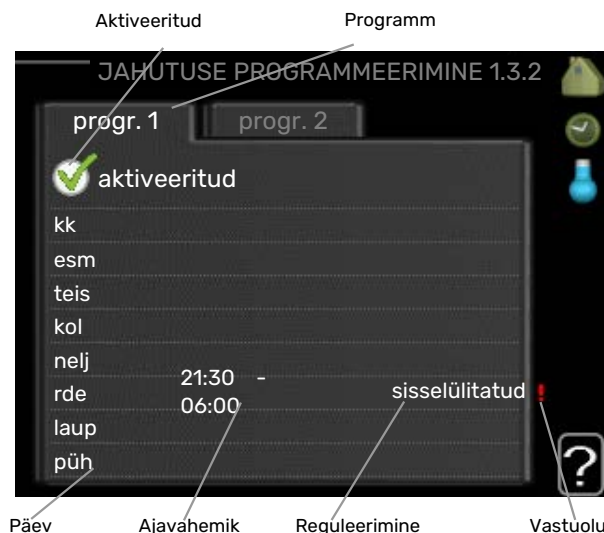 Aktiveeritud
Programm
JAHUTUSE PROGRAMMEERIMINE 1.3.2
progr. 1
progr. 2
aktiveeritud
kk
esm
teis
kol
nelj
rde
21:30 -
06:00
sisselülitatud !
laup
püh
?
Päev
Ajavahemik
Reguleerimine
Vastuolu